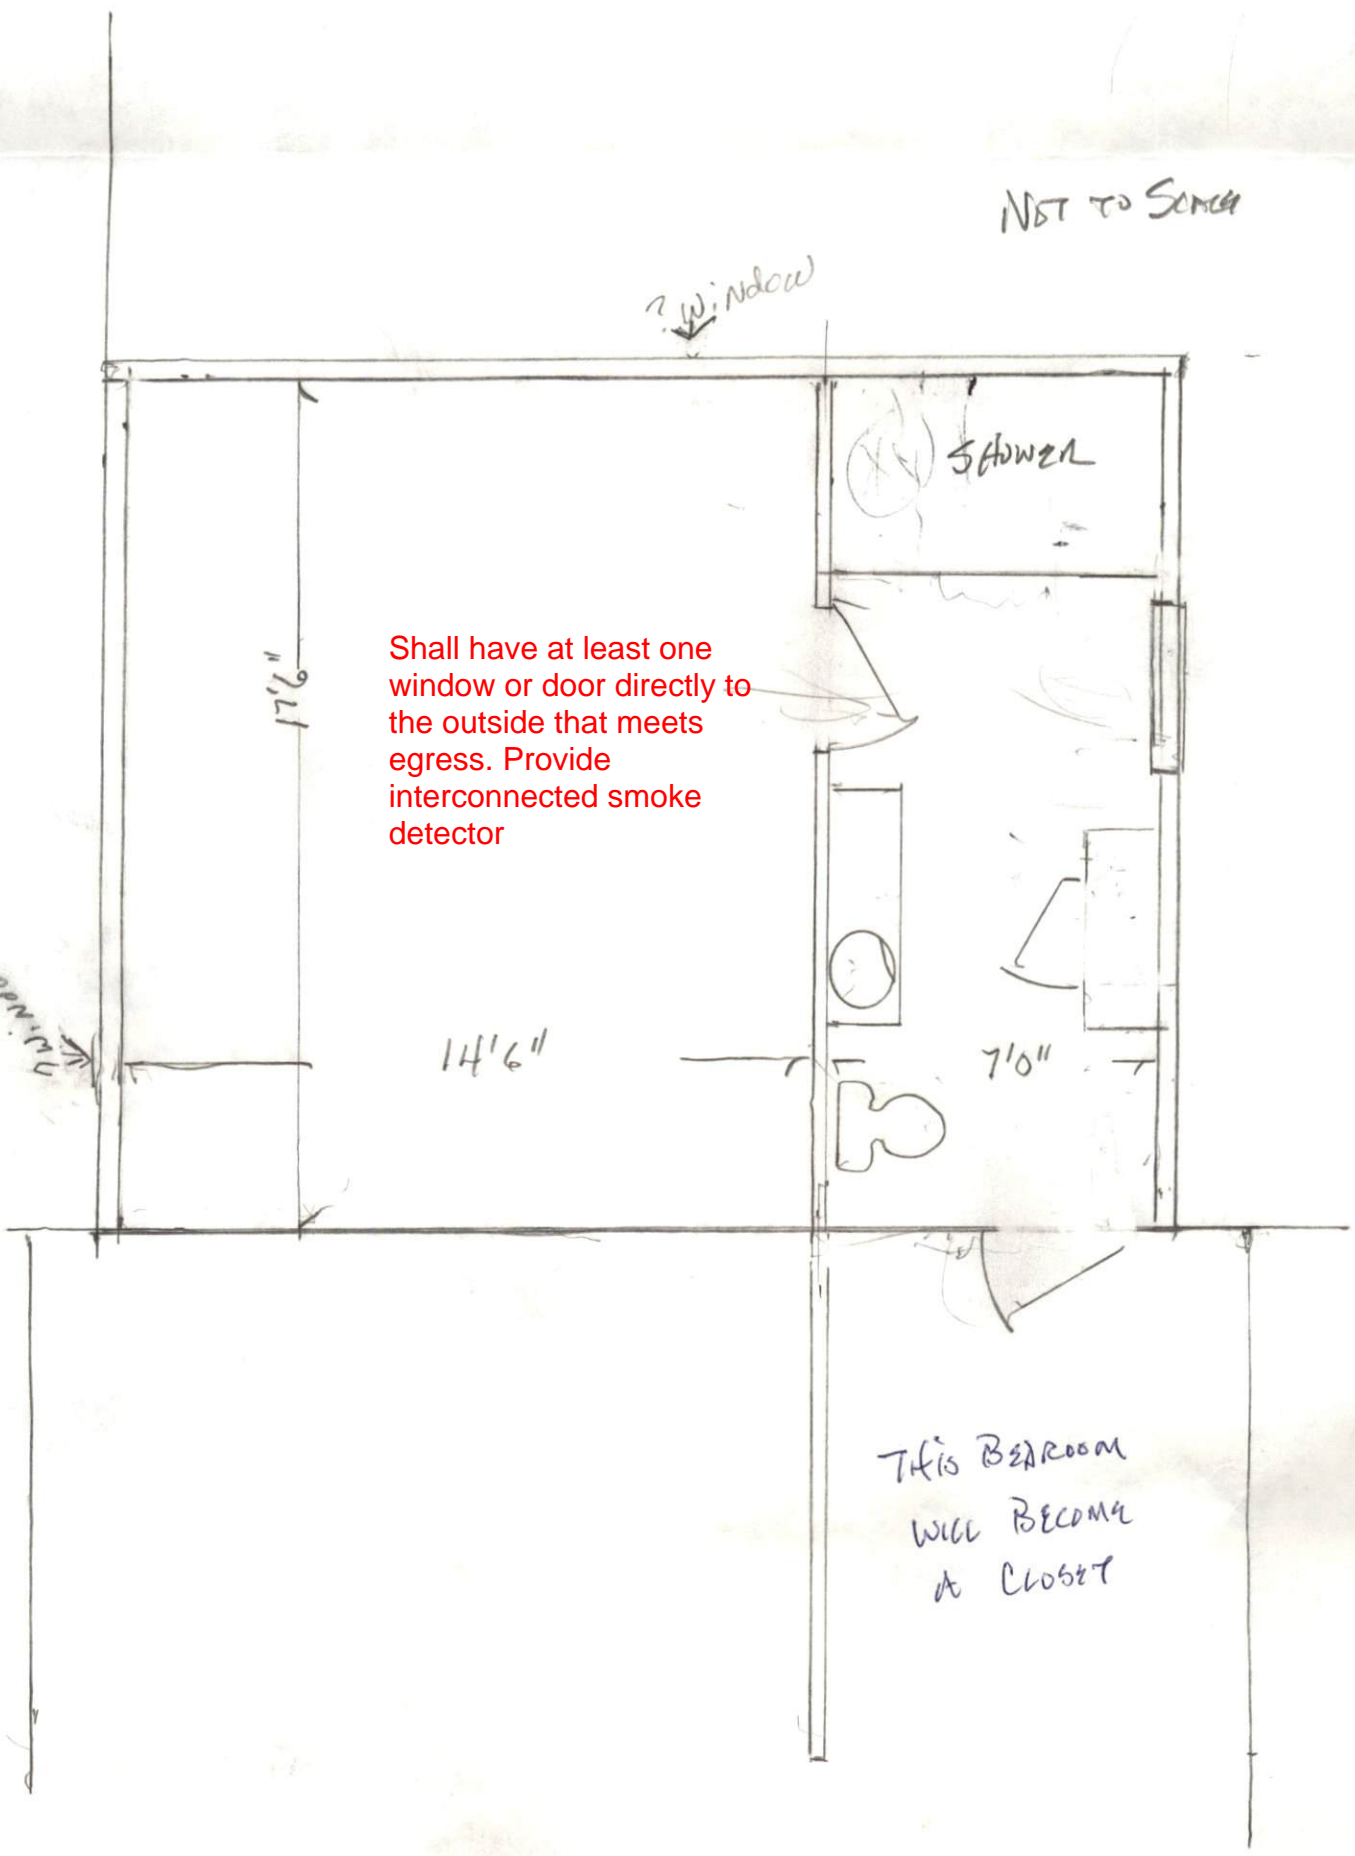 NOT TO SCALE
? WiNdow
SHOWER
Shall have at least one
window or door directly to
the outside that meets
egress. Provide
interconnected smoke
detector
17'6"
14'6"
7'0"
THiS BEDROOM
WILL BECOME
A CLOSET